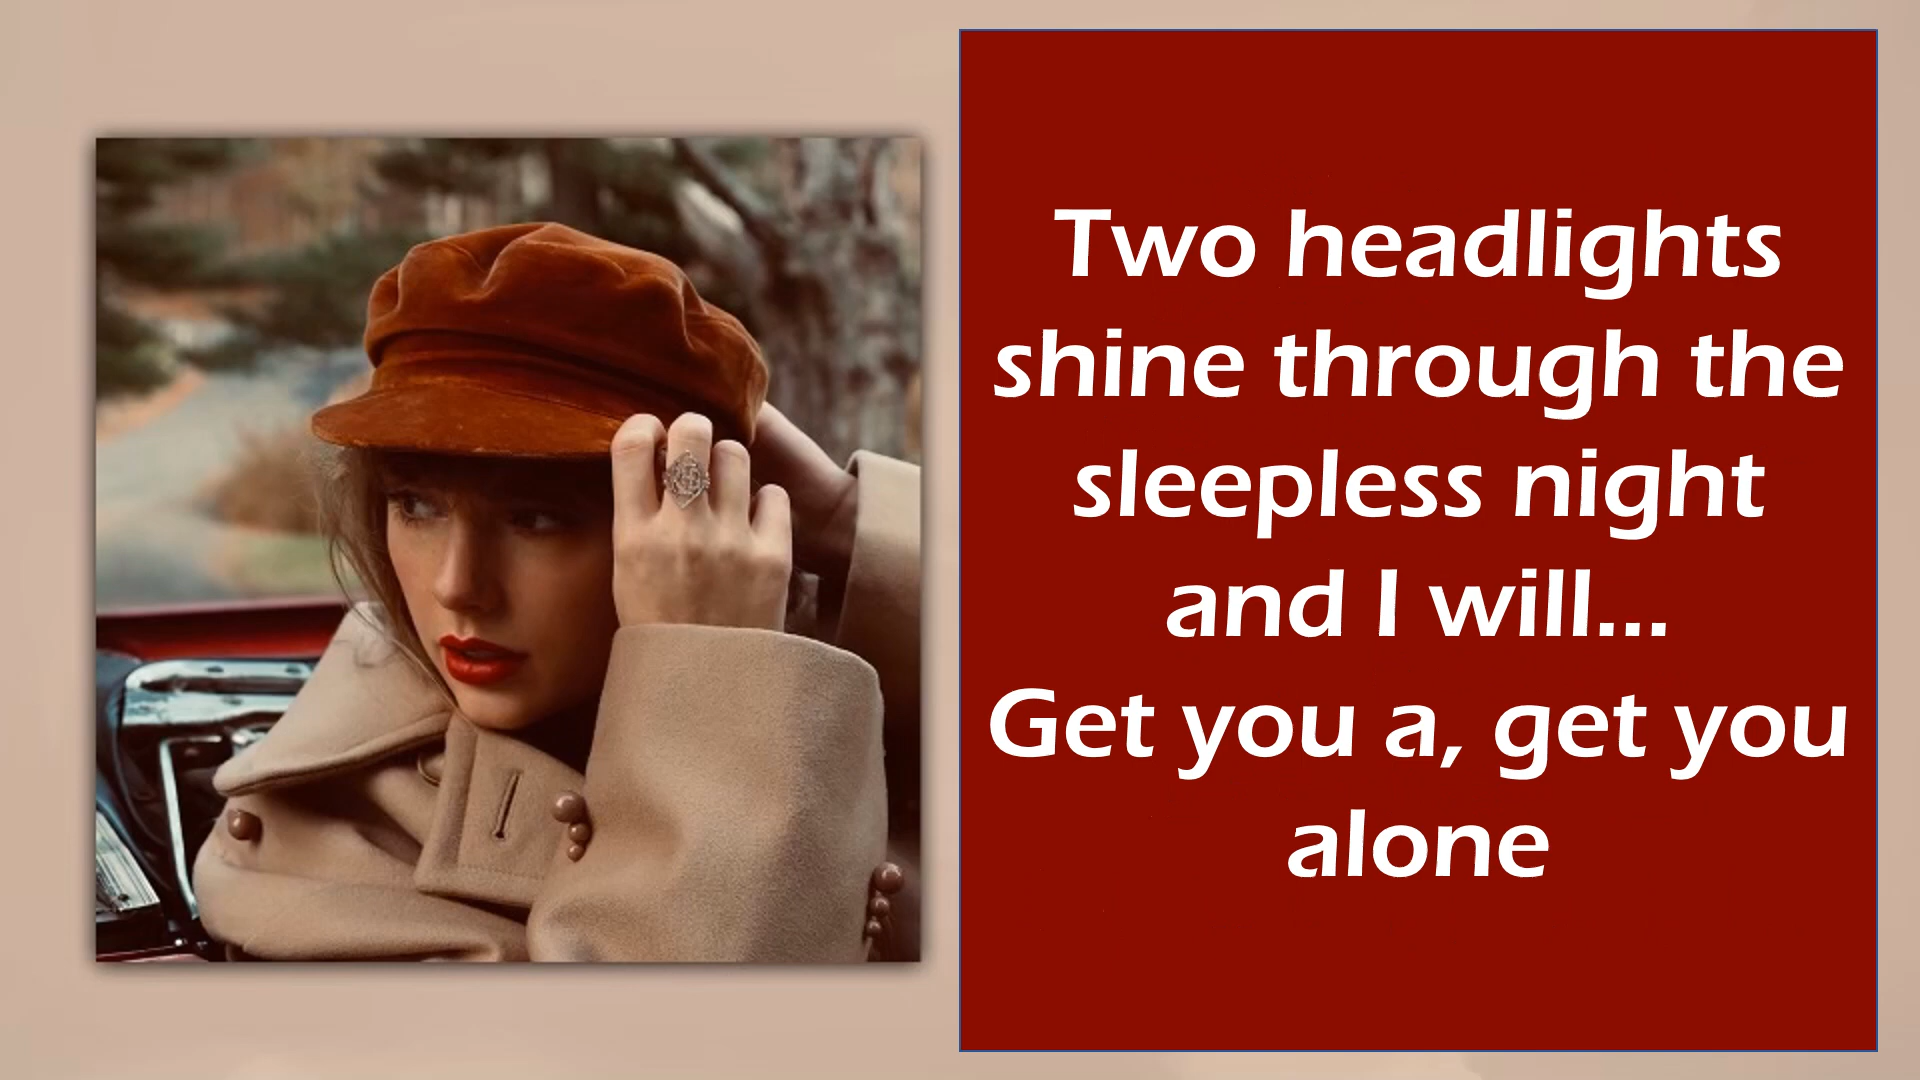 Two headlights
shine through the
sleepless night
and I will...
Get you a, get you
alone